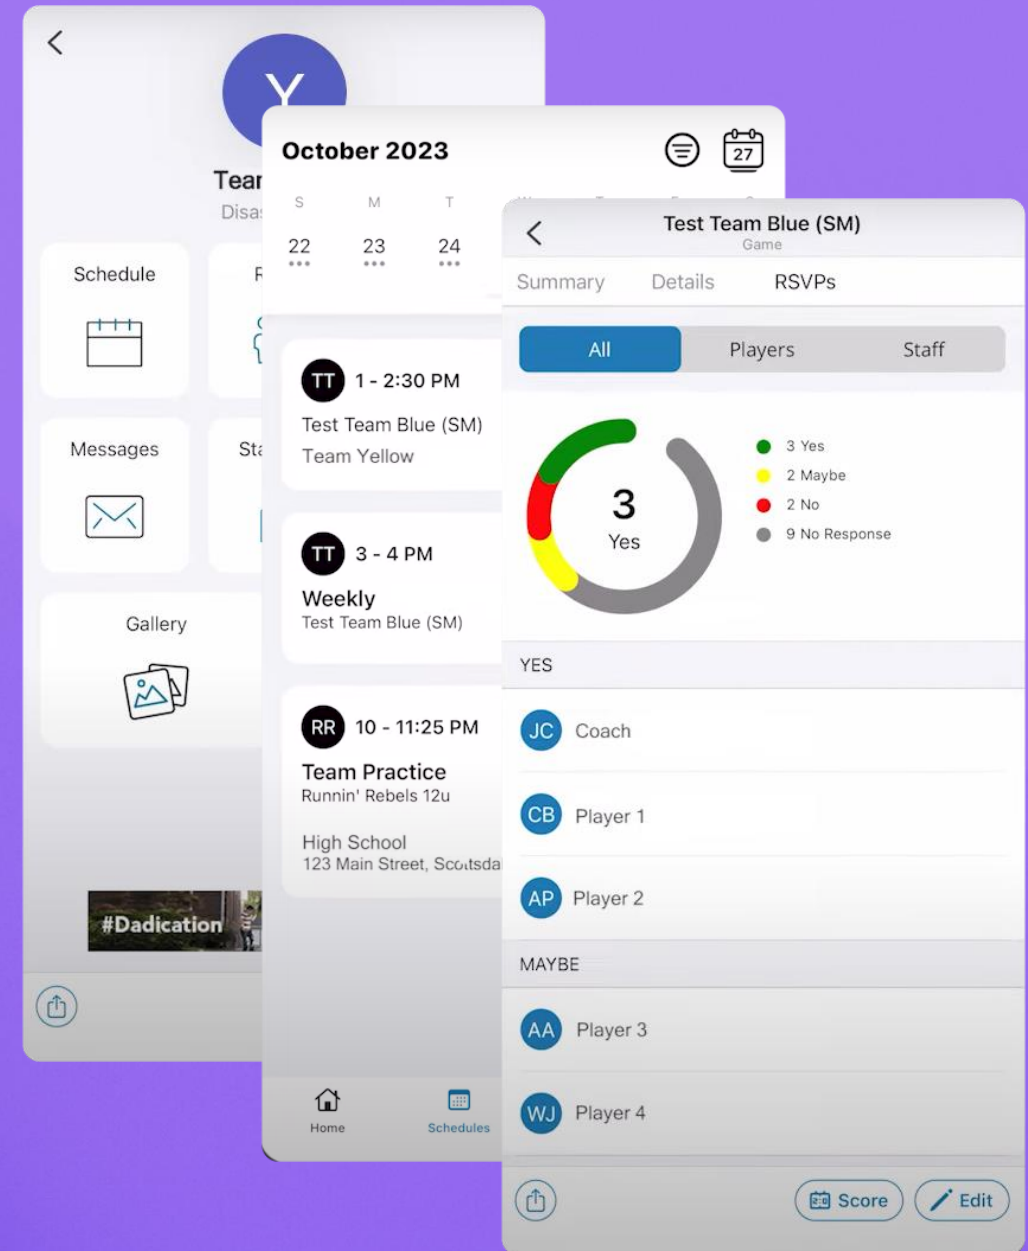 Y
Schedule
Messages
Gallery
#Dadication
October 2023
27
S M T
22 23 24
TT 1 - 2:30 PM
Test Team Blue (SM)
Team Yellow
TT 3 - 4 PM
Weekly
Test Team Blue (SM)
RR 10 - 11:25 PM
Team Practice
Runnin' Rebels 12u
High School
123 Main Street,
Home Schedules
Test Team Blue (SM)
Game
Summary Details RSVPs
All Players Staff
3
Yes
3 Yes
2 Maybe
2 No
9 No Response
YES
JC Coach
CB Player 1
AP Player 2
MAYBE
AA Player 3
WJ Player 4
Score Edit